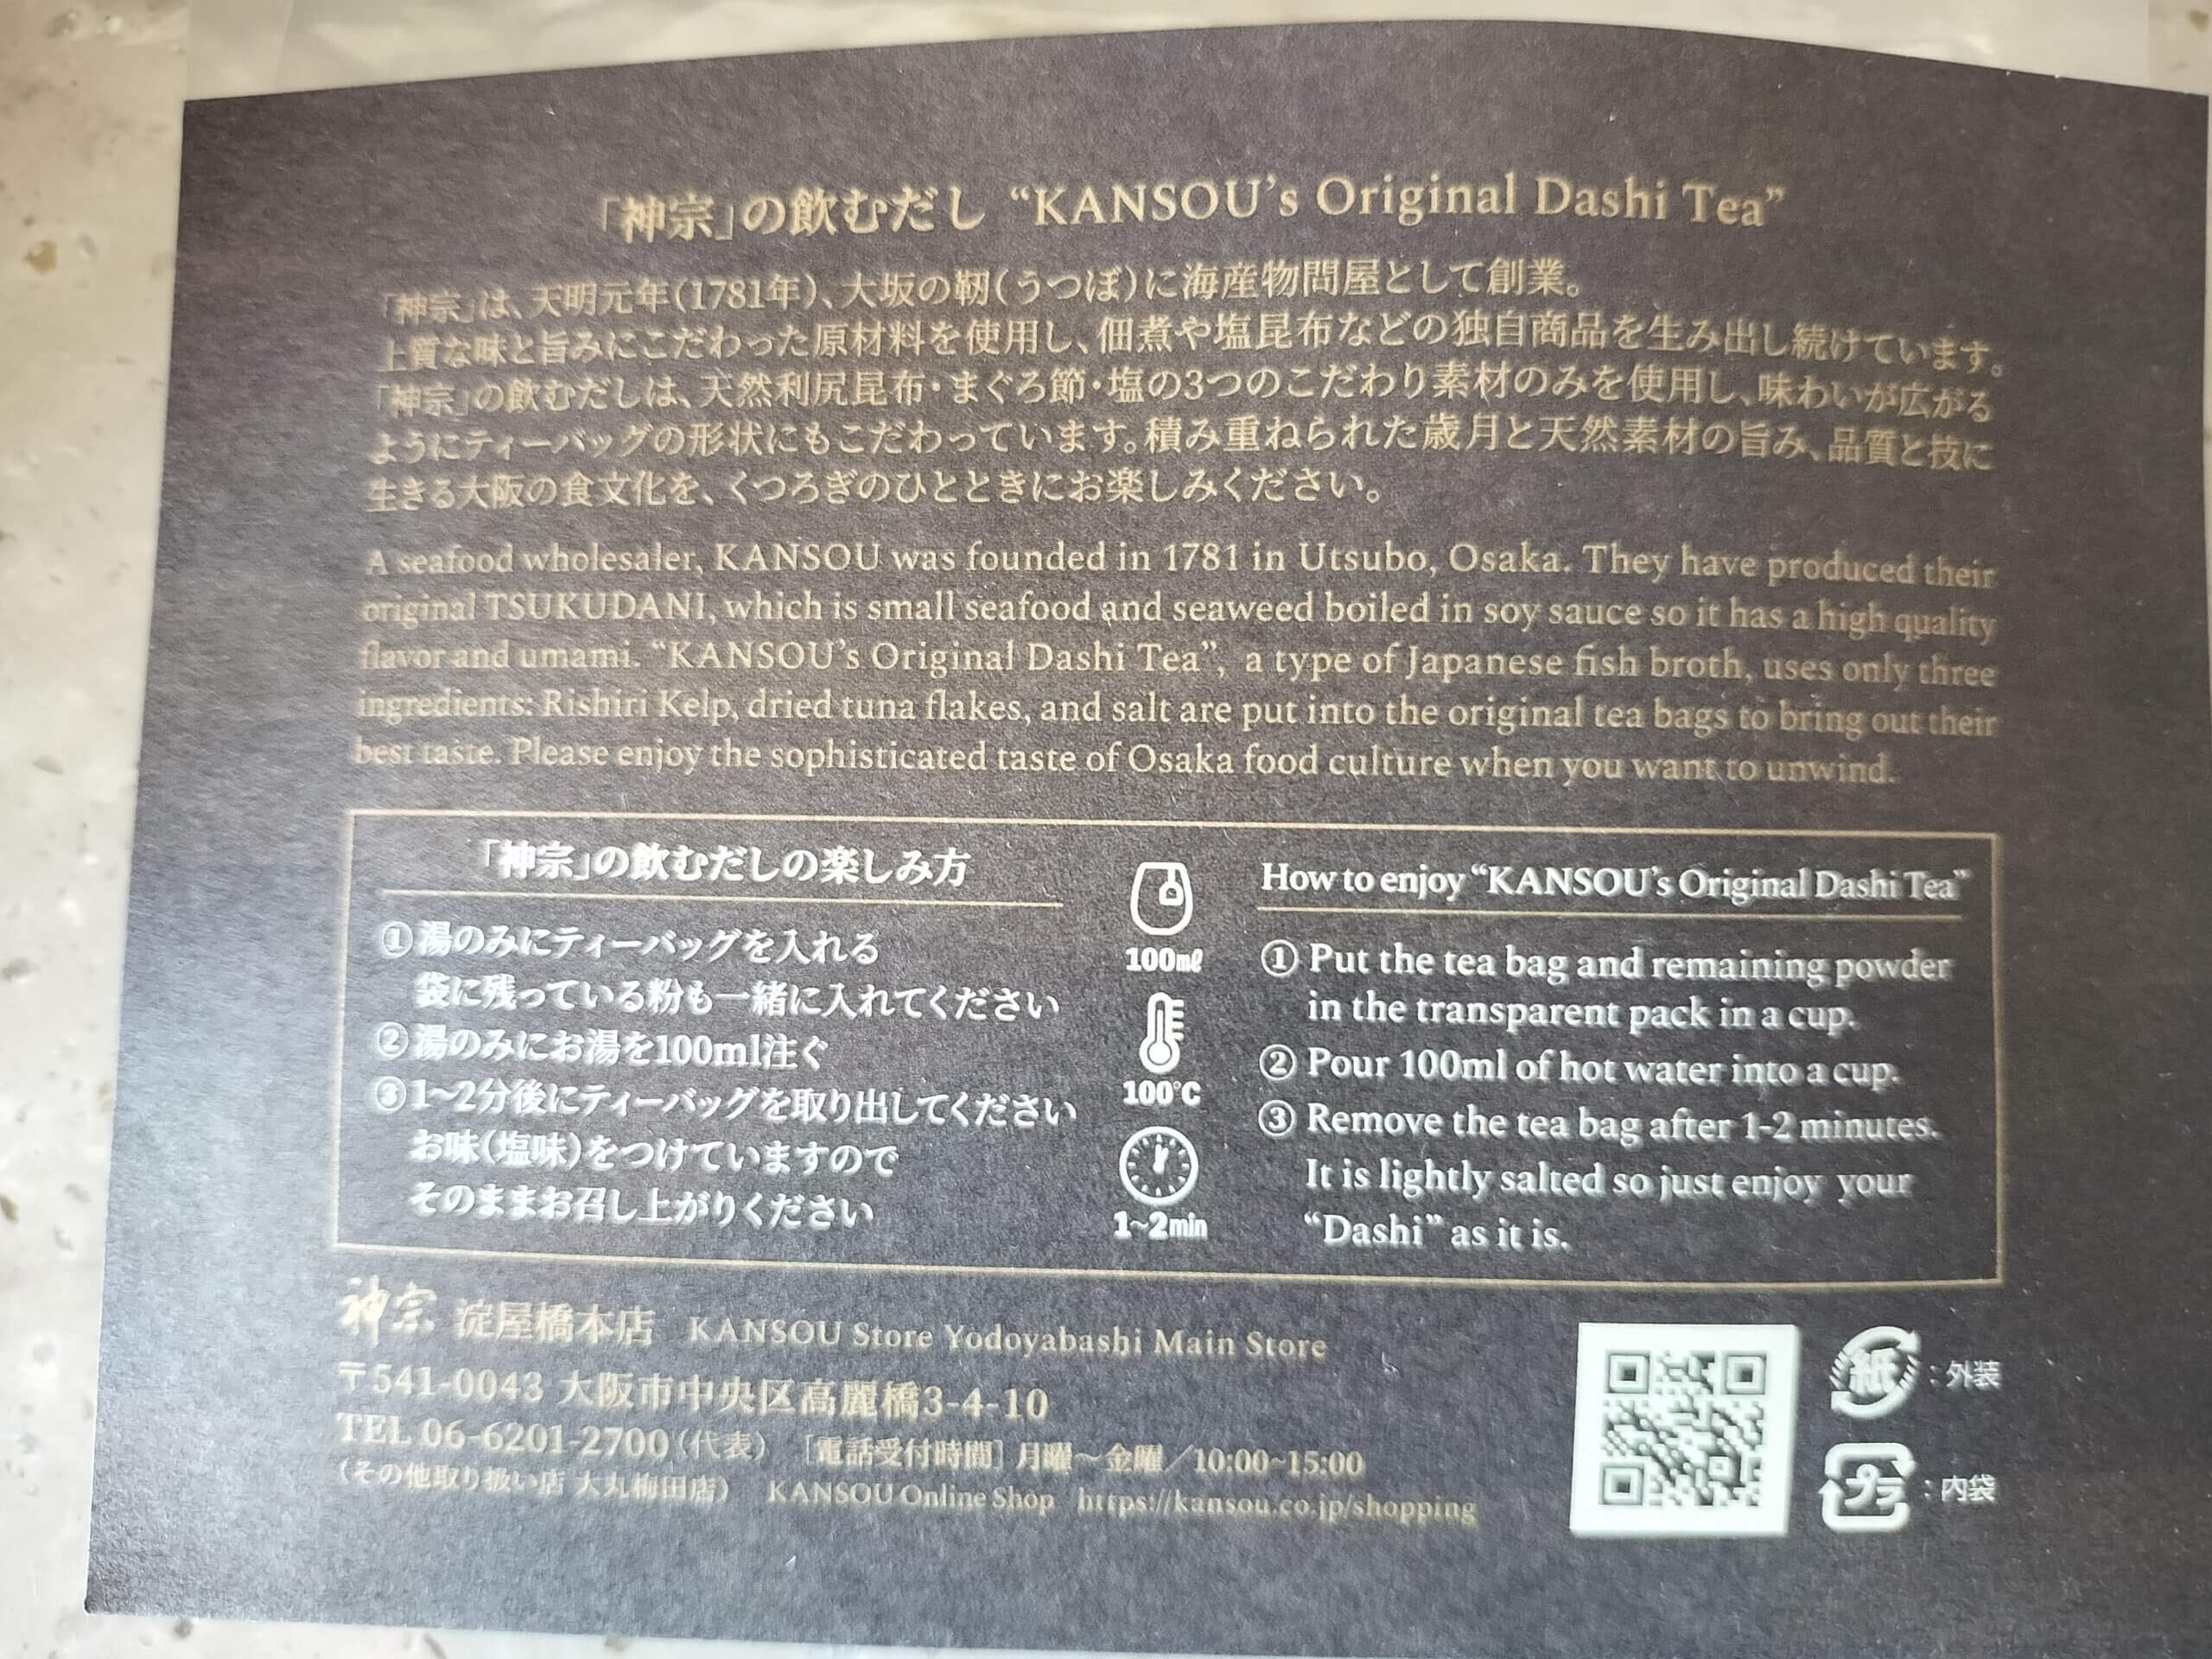 「神宗」の飲むだし “KANSOU’s Original Dashi Tea”
「神宗」は、天明元年(1781年)、大坂の靭(うつぼ)に海産物問屋として創業。
上質な味と旨みにこだわった原材料を使用し、佃煮や塩昆布などの独自商品を生み出し続けています。
「神宗」の飲むだしは、天然利尻昆布・まぐろ節・塩の3つのこだわり素材のみを使用し、味わいが広がる
ようにティーバッグの形状にもこだわっています。積み重ねられた歳月と天然素材の旨み、品質と技に
生きる大阪の食文化を、くつろぎのひとときにお楽しみください。
A seafood wholesaler, KANSOU was founded in 1781 in Utsubo, Osaka. They have produced their
original TSUKUDANI, which is small seafood and seaweed boiled in soy sauce so it has a high quality
flavor and umami. “KANSOU’s Original Dashi Tea”, a type of Japanese fish broth, uses only three
ingredients: Rishiri Kelp, dried tuna flakes, and salt are put into the original tea bags to bring out their
best taste. Please enjoy the sophisticated taste of Osaka food culture when you want to unwind.
「神宗」の飲むだしの楽しみ方
①湯のみにティーバッグを入れる
袋に残っている粉も一緒に入れてください
②湯のみにお湯を100ml注ぐ
③1~2分後にティーバッグを取り出してください
お味(塩味)をつけていますので
そのままお召し上がりください
100mℓ
100℃
1~2min
How to enjoy “KANSOU’s Original Dashi Tea”
① Put the tea bag and remaining powder
in the transparent pack in a cup.
② Pour 100ml of hot water into a cup.
③ Remove the tea bag after 1-2 minutes.
It is lightly salted so just enjoy your
“Dashi” as it is.
神宗 淀屋橋本店 KANSOU Store Yodoyabashi Main Store
〒541-0043 大阪市中央区高麗橋3-4-10
TEL 06-6201-2700(代表) [電話受付時間] 月曜~金曜/10:00~15:00
(その他取り扱い店 大丸梅田店) KANSOU Online Shop https://kansou.co.jp/shopping
紙:外装
プラ:内袋